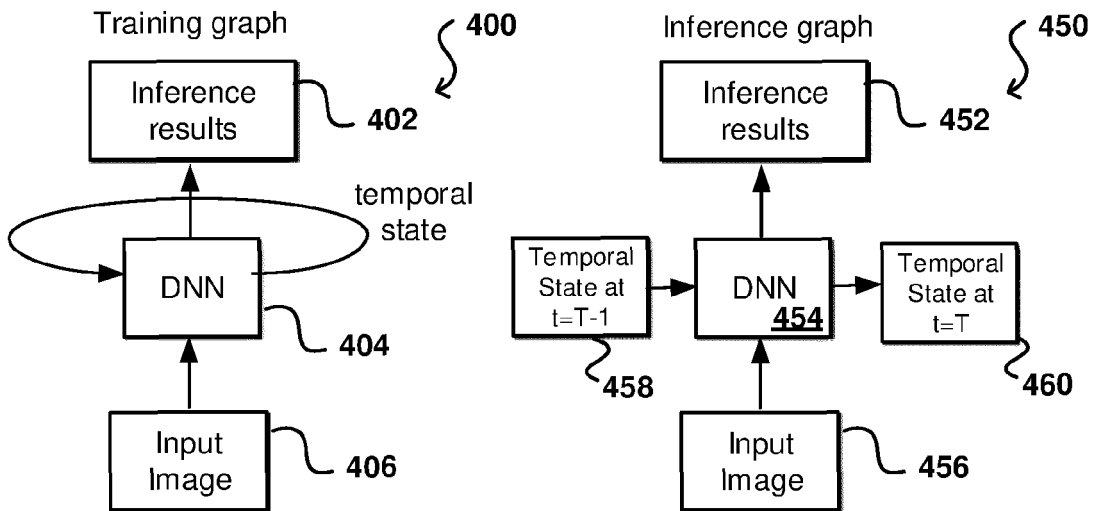 Training graph
400
Inference
results
402
temporal
state
DNN
404
Input
Image
406
Inference graph
450
Inference
results
452
Temporal
State at
t=T-1
458
DNN
454
Temporal
State at
t=T
460
Input
Image
456